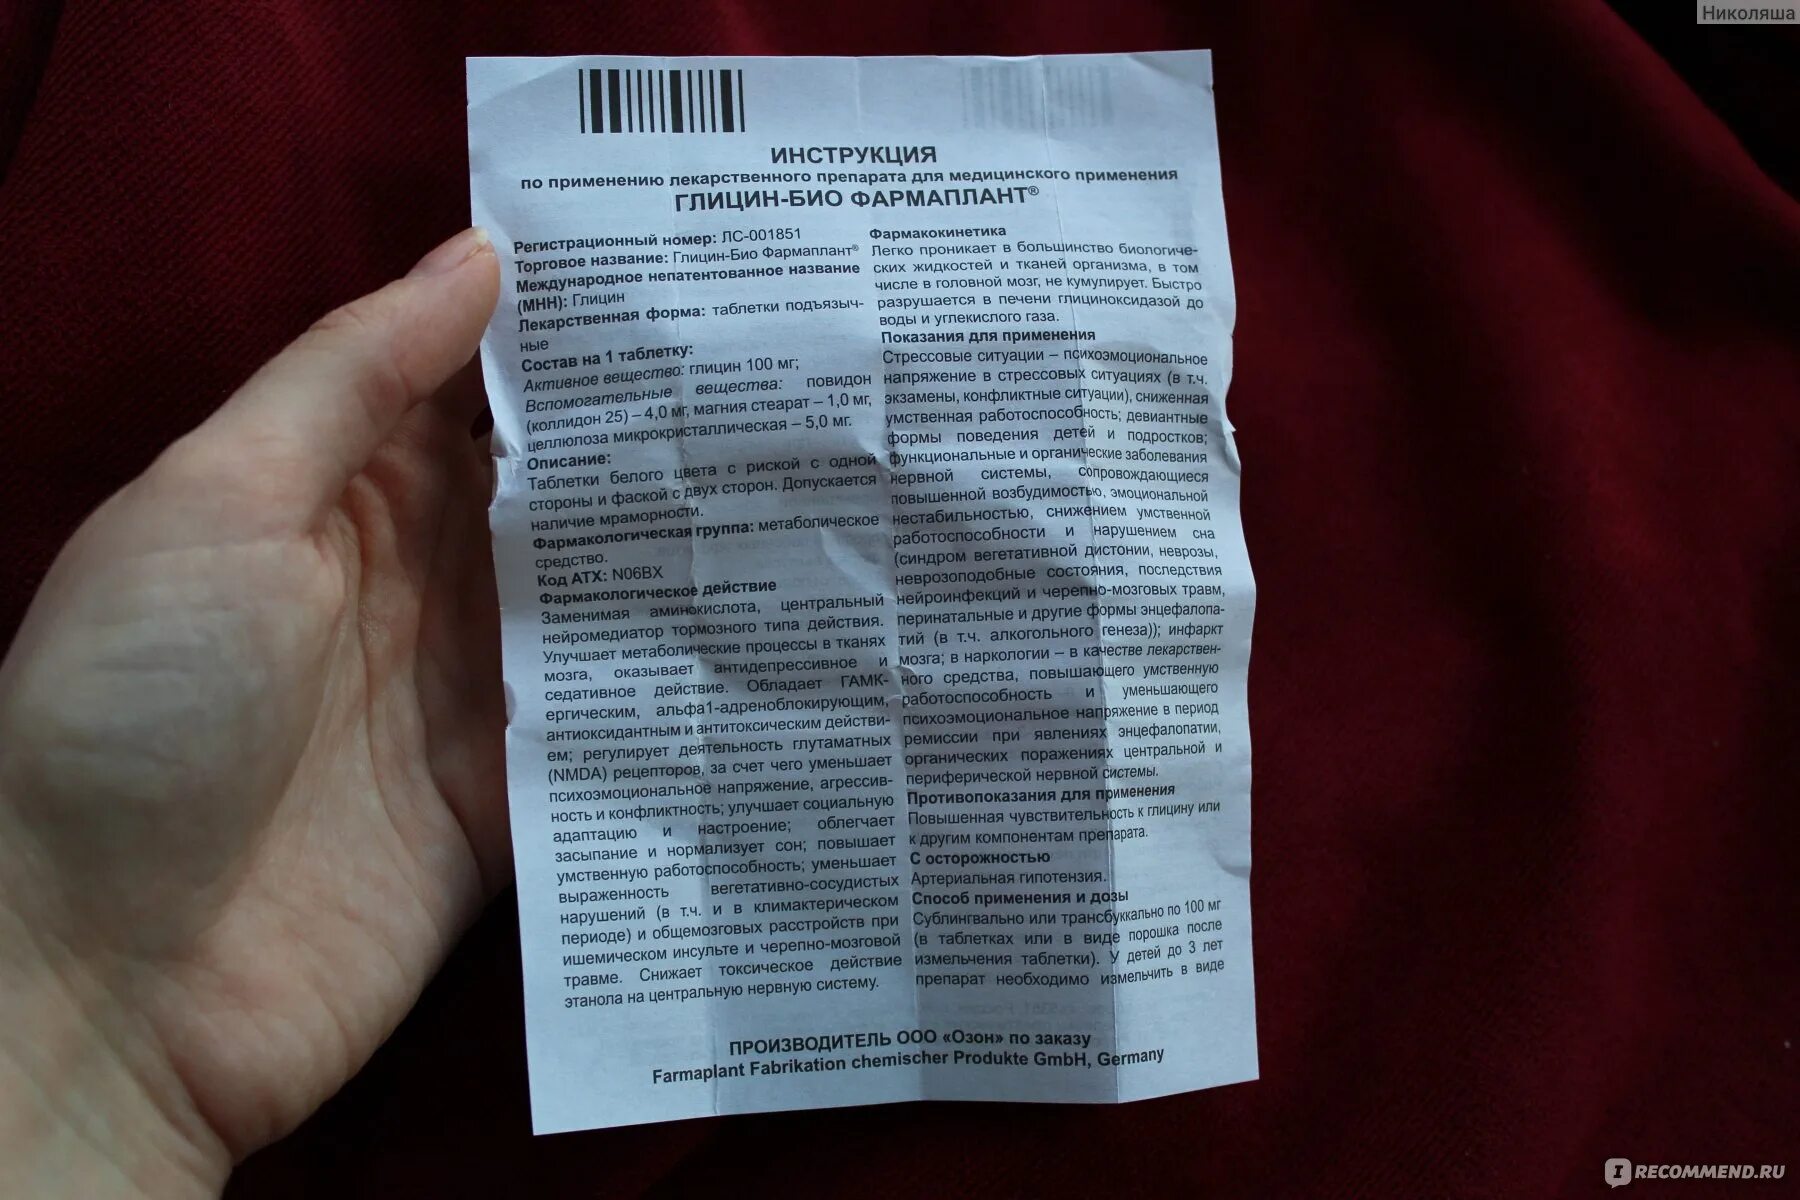 Николяша
ИНСТРУКЦИЯ
по применению лекарственного препарата для медицинского применения
ГЛИЦИН-БИО ФАРМАПЛАНТ®
Регистрационный номер: ЛС-001851
Торговое название: Глицин-Био Фармаплант®
Международное непатентованное название
(МНН): Глицин
Лекарственная форма: таблетки подъязыч-
ные
Состав на 1 таблетку:
Активное вещество: глицин 100 мг;
Вспомогательные вещества: повидон
(коллидон 25) – 4,0 мг, магния стеарат – 1,0 мг,
целлюлоза микрокристаллическая – 5,0 мг.
Описание:
Таблетки белого цвета с риской с одной
стороны и фаской с двух сторон. Допускается
наличие мраморности.
Фармакологическая группа: метаболическое
средство.
Код АТХ: N06BX
Фармакологическое действие
Заменимая аминокислота, центральный
нейромедиатор тормозного типа действия.
Улучшает метаболические процессы в тканях
мозга, оказывает антидепрессивное и
седативное действие. Обладает ГАМК-
ергическим, альфа1-адреноблокирующим,
антиоксидантным и антитоксическим действи-
ем; регулирует деятельность глутаматных
(NMDA) рецепторов, за счет чего уменьшает
психоэмоциональное напряжение, агрессив-
ность и конфликтность; улучшает социальную
адаптацию и настроение; облегчает
засыпание и нормализует сон; повышает
умственную работоспособность; уменьшает
выраженность вегетативно-сосудистых
нарушений (в т.ч. и в климактерическом
периоде) и общемозговых расстройств при
ишемическом инсульте и черепно-мозговой
травме. Снижает токсическое действие
этанола на центральную нервную систему.
Фармакокинетика
Легко проникает в большинство биологиче-
ских жидкостей и тканей организма, в том
числе в головной мозг, не кумулирует. Быстро
разрушается в печени глициноксидазой до
воды и углекислого газа.
Показания для применения
Стрессовые ситуации – психоэмоциональное
напряжение в стрессовых ситуациях (в т.ч.
экзамены, конфликтные ситуации), сниженная
умственная работоспособность; девиантные
формы поведения детей и подростков;
функциональные и органические заболевания
нервной системы, сопровождающиеся
повышенной возбудимостью, эмоциональной
нестабильностью, снижением умственной
работоспособности и нарушением сна
(синдром вегетативной дистонии, неврозы,
неврозоподобные состояния, последствия
нейроинфекций и черепно-мозговых травм,
перинатальные и другие формы энцефалопа-
тий (в т.ч. алкогольного генеза)); инфаркт
мозга; в наркологии – в качестве лекарствен-
ного средства, повышающего умственную
работоспособность и уменьшающего
психоэмоциональное напряжение в период
ремиссии при явлениях энцефалопатии,
органических поражениях центральной и
периферической нервной системы.
Противопоказания для применения
Повышенная чувствительность к глицину или
к другим компонентам препарата.
С осторожностью
Артериальная гипотензия.
Способ применения и дозы
Сублингвально или трансбуккально по 100 мг
(в таблетках или в виде порошка после
измельчения таблетки). У детей до 3 лет
препарат необходимо измельчить в виде
ПРОИЗВОДИТЕЛЬ ООО «Озон» по заказу
Farmaplant Fabrikation chemischer Produkte GmbH, Germany
IRECOMMEND.RU